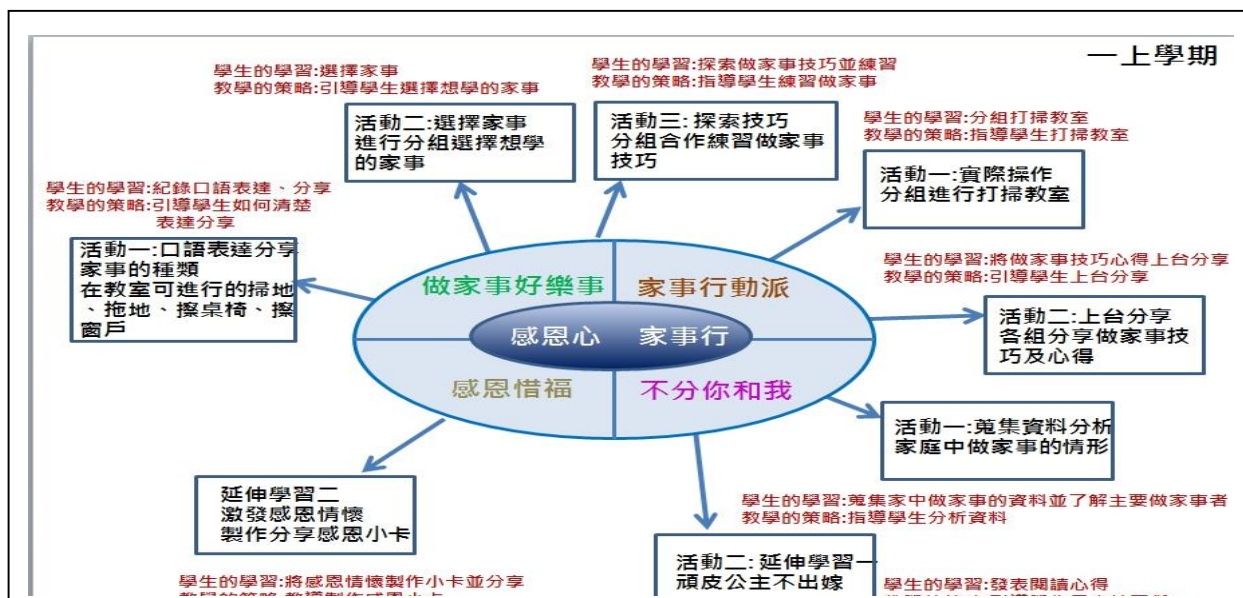 一上學期
學生的學習:選擇家事
教學的策略:引導學生選擇想學的家事
活動二:選擇家事
進行分組選擇想學
的家事
學生的學習:探索做家事技巧並練習
教學的策略:指導學生練習做家事
活動三:探索技巧
分組合作練習做家事
技巧
學生的學習:分組打掃教室
教學的策略:指導學生打掃教室
活動一:實際操作
分組進行打掃教室
學生的學習:紀錄口語表達、分享
教學的策略:引導學生如何清楚
表達分享
活動一:口語表達分享
家事的種類
在教室可進行的掃地
、拖地、擦桌椅、擦
窗戶
做家事好樂事
家事行動派
感恩心 家事行
感恩惜福
不分你和我
學生的學習:將做家事技巧心得上台分享
教學的策略:引導學生上台分享
活動二:上台分享
各組分享做家事技
巧及心得
活動一:蒐集資料分析
家庭中做家事的情形
學生的學習:蒐集家中做家事的資料並了解主要做家事者
教學的策略:指導學生分析資料
延伸學習二
激發感恩情懷
製作分享感恩小卡
學生的學習:將感恩情懷製作小卡並分享
活動二:延伸學習一
頑皮公主不出嫁
學生的學習:發表閱讀心得